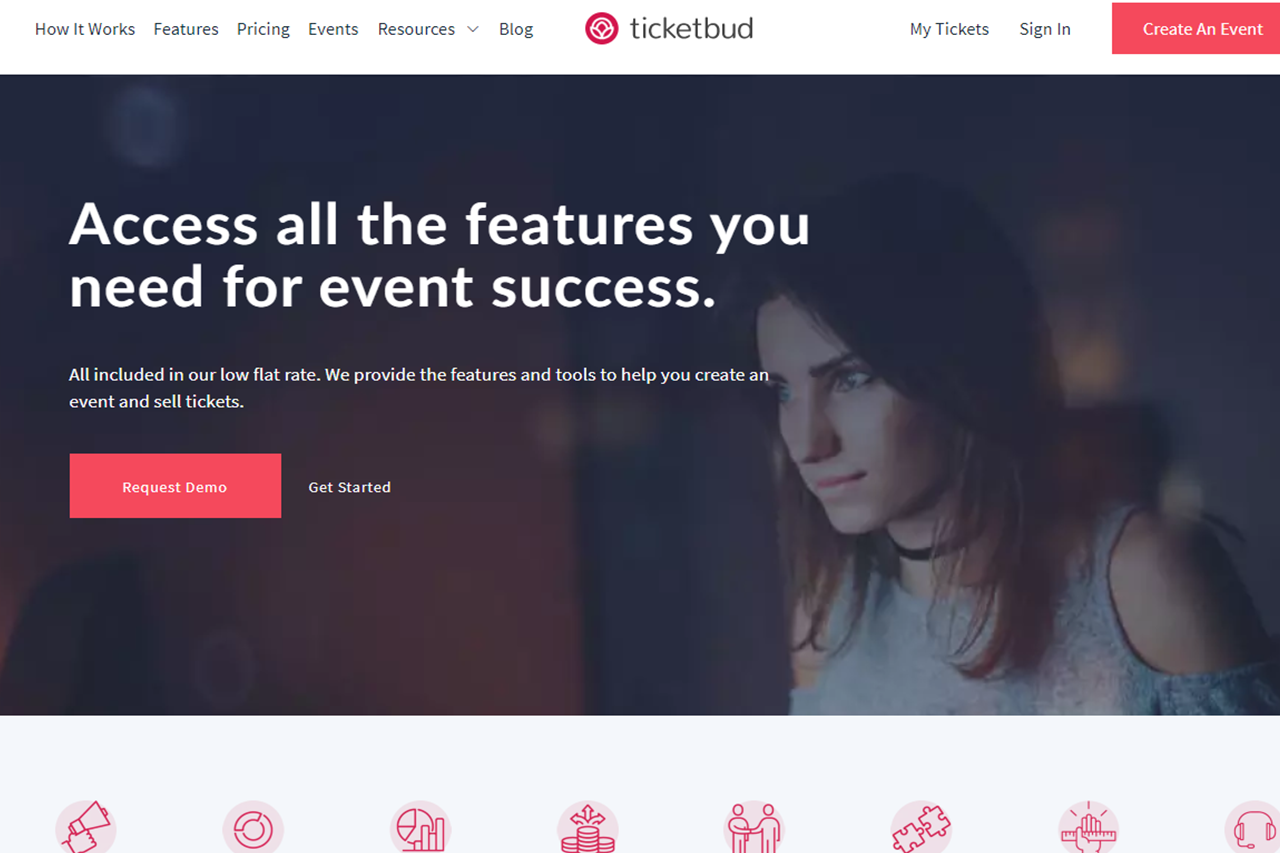 How It Works Features Pricing Events Resources Blog ticketbud My Tickets Sign In Create An Event
Access all the features you
need for event success.
All included in our low flat rate. We provide the features and tools to help you create an
event and sell tickets.
Request Demo Get Started